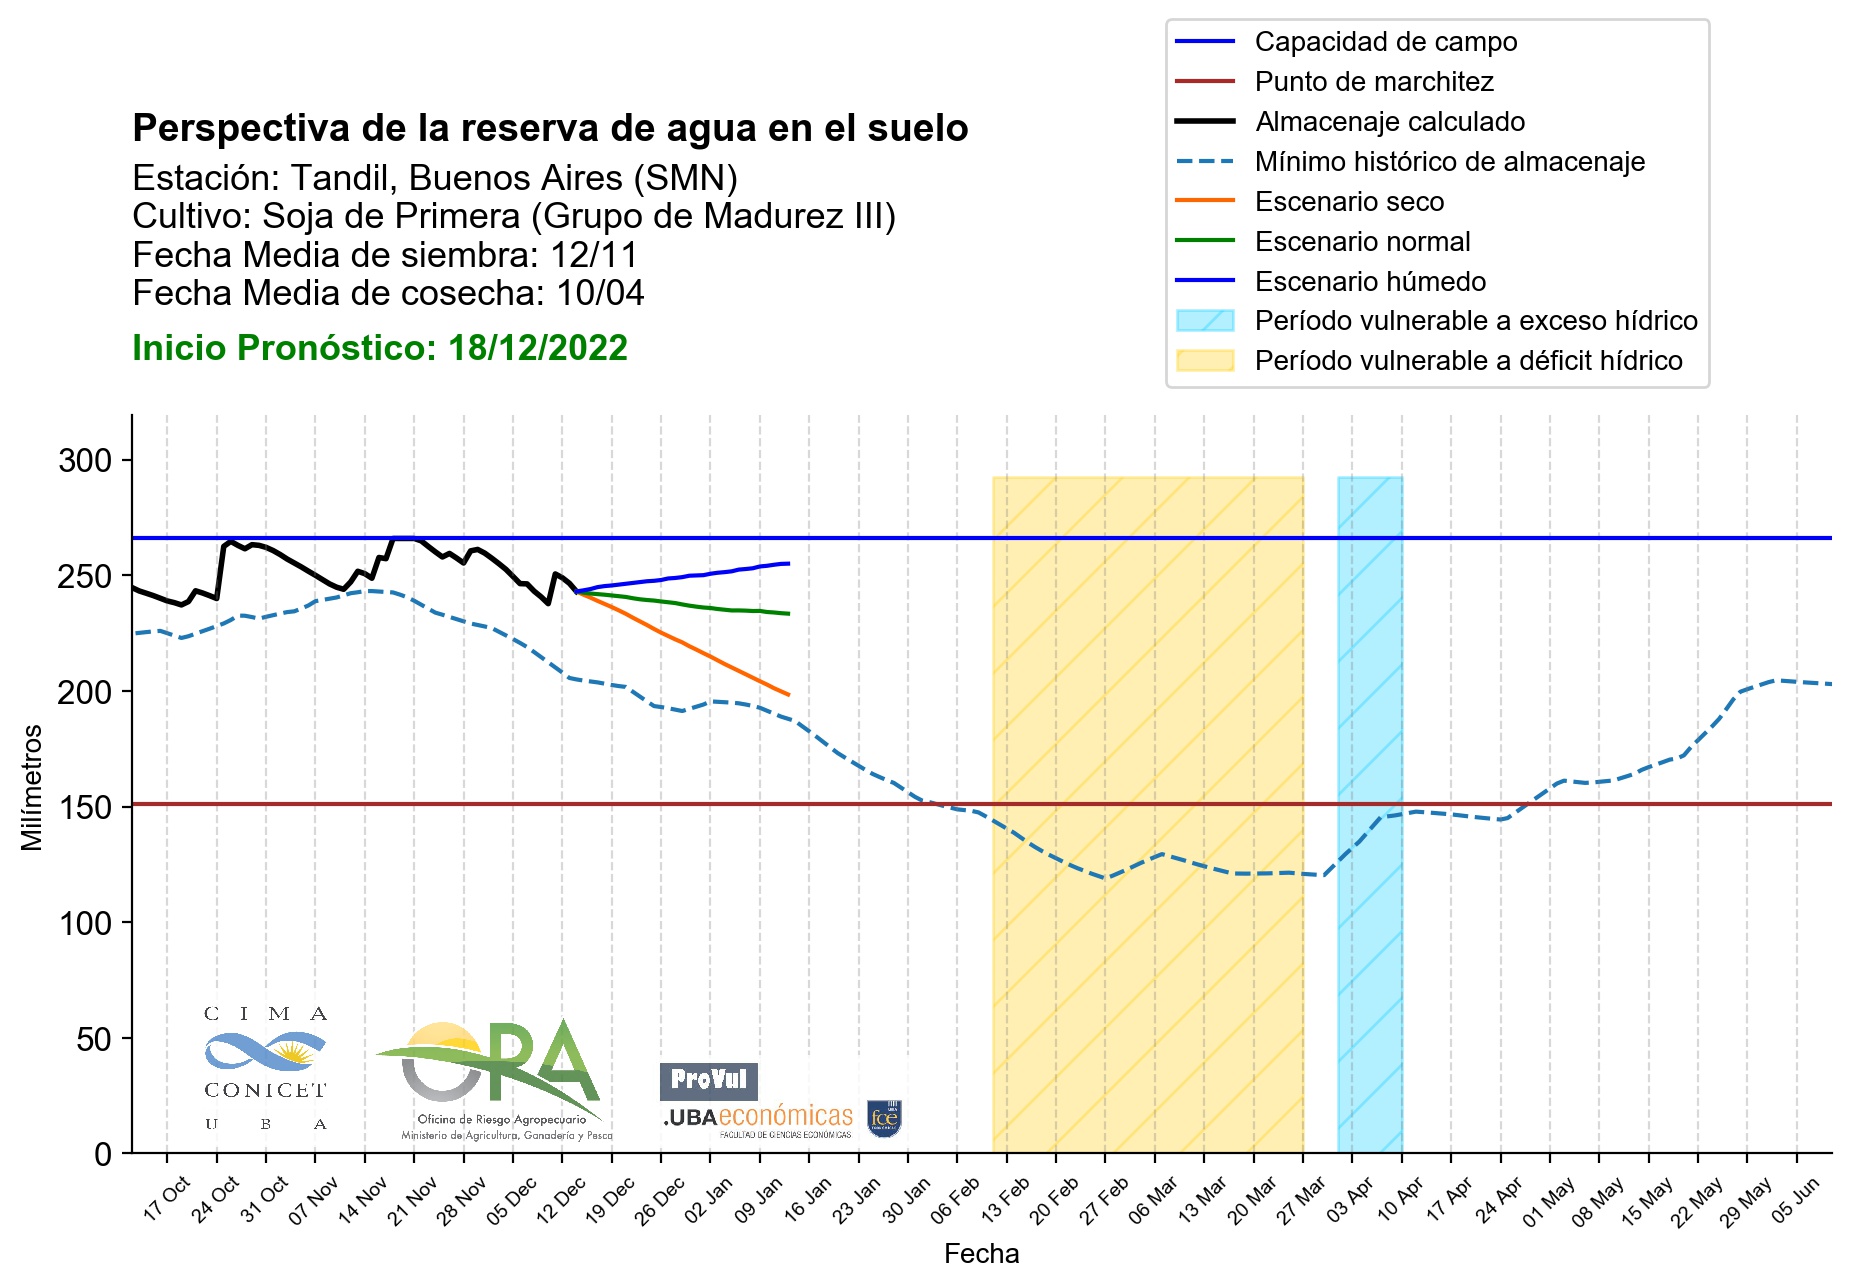 Capacidad de campo
Punto de marchitez
Almacenaje calculado
Mínimo histórico de almacenaje
Escenario seco
Escenario normal
Escenario húmedo
Período vulnerable a exceso hídrico
Período vulnerable a déficit hídrico
Perspectiva de la reserva de agua en el suelo
Estación: Tandil, Buenos Aires (SMN)
Cultivo: Soja de Primera (Grupo de Madurez III)
Fecha Media de siembra: 12/11
Fecha Media de cosecha: 10/04
Inicio Pronóstico: 18/12/2022
Milímetros
300
250
200
150
100
50
0
CIMA
CONICET
UBA
ORA
Oficina de Riesgo Agropecuario
Ministerio de Agricultura, Ganadería y Pesca
ProVul
.UBAeconómicas
FACULTAD DE CIENCIAS ECONÓMICAS
fce
17 Oct
24 Oct
31 Oct
07 Nov
14 Nov
21 Nov
28 Nov
05 Dec
12 Dec
19 Dec
26 Dec
02 Jan
09 Jan
16 Jan
23 Jan
30 Jan
06 Feb
13 Feb
20 Feb
27 Feb
06 Mar
13 Mar
20 Mar
27 Mar
03 Apr
10 Apr
17 Apr
24 Apr
01 May
08 May
15 May
22 May
29 May
05 Jun
Fecha